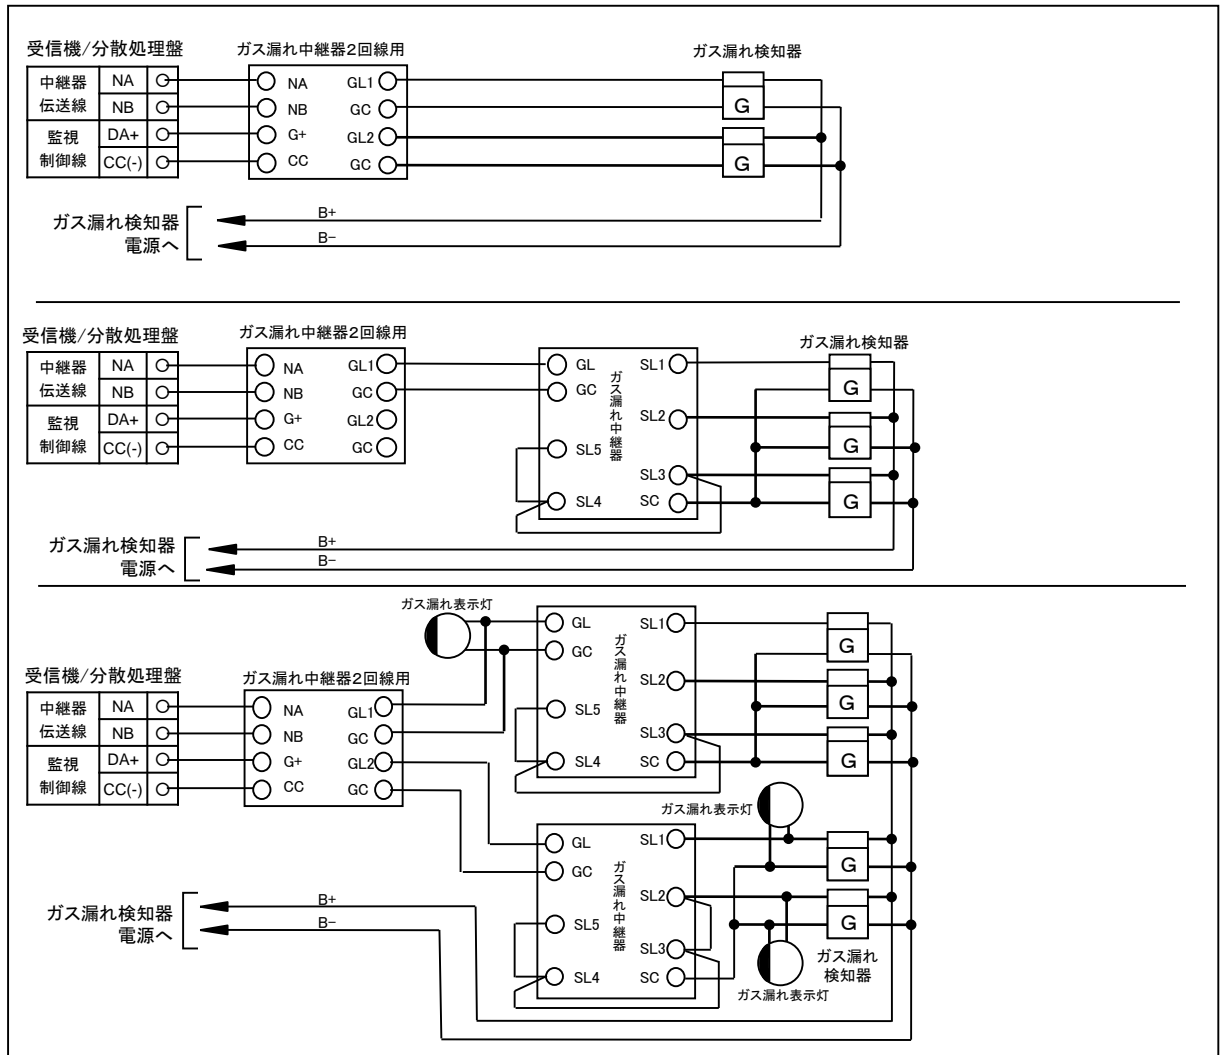 受信機/分散処理盤
ガス漏れ中継器2回線用
ガス漏れ検知器
中継器
伝送線
NA
NB
監視
制御線
DA+
CC(-)
NA
NB
G+
CC
GL1
GC
GL2
GC
G
G
ガス漏れ検知器
電源へ
B+
B-
受信機/分散処理盤
ガス漏れ中継器2回線用
ガス漏れ検知器
中継器
伝送線
NA
NB
監視
制御線
DA+
CC(-)
NA
NB
G+
CC
GL1
GC
GL2
GC
GL
GC
SL5
SL4
ガス漏れ中継器
SL1
SL2
SL3
SC
G
G
G
ガス漏れ検知器
電源へ
B+
B-
ガス漏れ表示灯
受信機/分散処理盤
ガス漏れ中継器2回線用
中継器
伝送線
NA
NB
監視
制御線
DA+
CC(-)
NA
NB
G+
CC
GL1
GC
GL2
GC
GL
GC
SL5
SL4
ガス漏れ中継器
SL1
SL2
SL3
SC
G
G
G
ガス漏れ表示灯
GL
GC
SL5
SL4
ガス漏れ中継器
SL1
SL2
SL3
SC
G
G
ガス漏れ
検知器
ガス漏れ表示灯
ガス漏れ検知器
電源へ
B+
B-